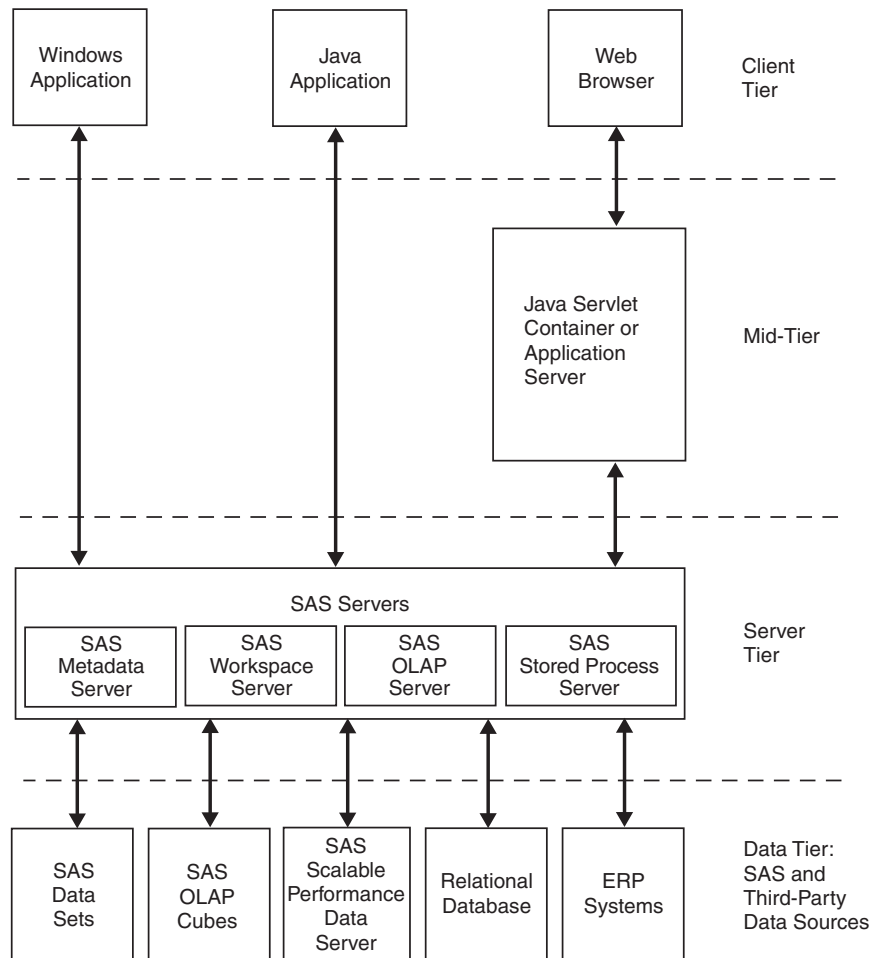 Windows
Application
Java
Application
Web
Browser
Client
Tier
Java Servlet
Container or
Application
Server
Mid-Tier
SAS Servers
SAS
Metadata
Server
SAS
Workspace
Server
SAS
OLAP
Server
SAS
Stored Process
Server
Server
Tier
SAS
Data
Sets
SAS
OLAP
Cubes
SAS
Scalable
Performance
Data
Server
Relational
Database
ERP
Systems
Data Tier:
SAS and
Third-Party
Data Sources